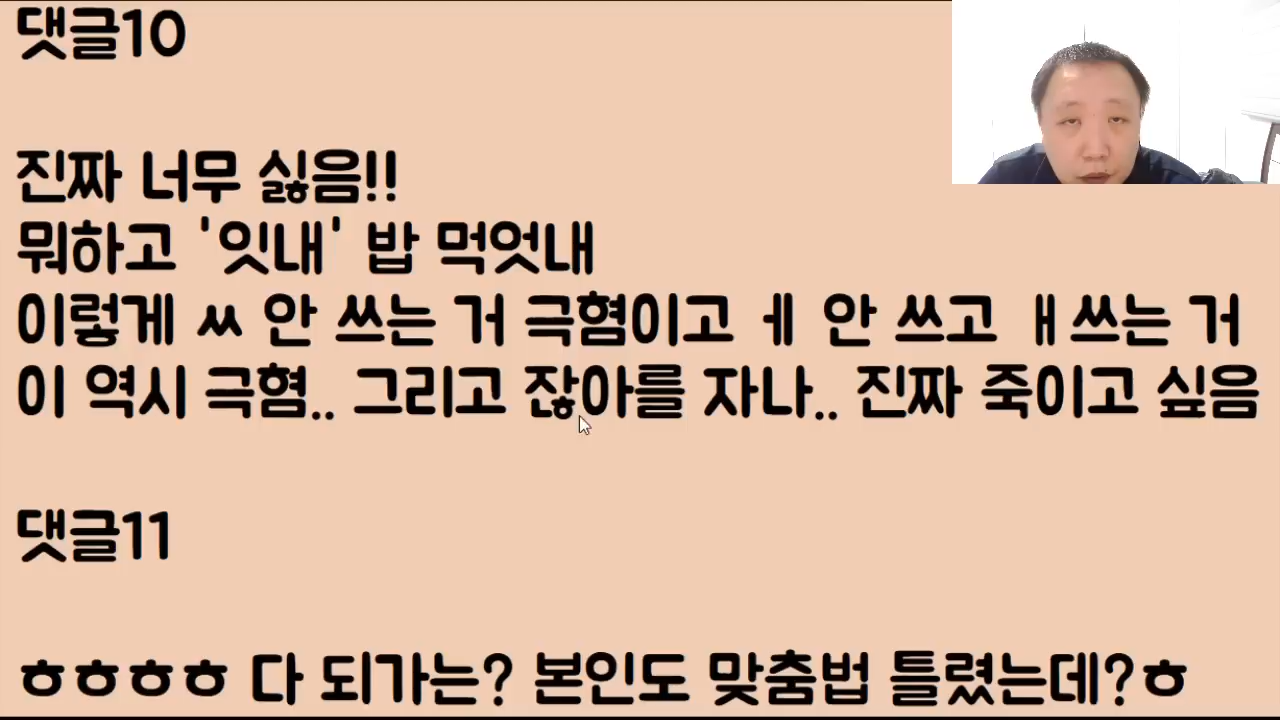 댓글10
진짜 너무 싫음!!
뭐하고 '잇내' 밥 먹엇내
이렇게 ㅆ 안 쓰는 거 극혐이고 ㅔ 안 쓰고 ㅐ쓰는 거
이 역시 극혐.. 그리고 잖아를 자나.. 진짜 죽이고 싶음
댓글11
ㅎㅎㅎㅎ 다 되가는? 본인도 맞춤법 틀렸는데?ㅎ